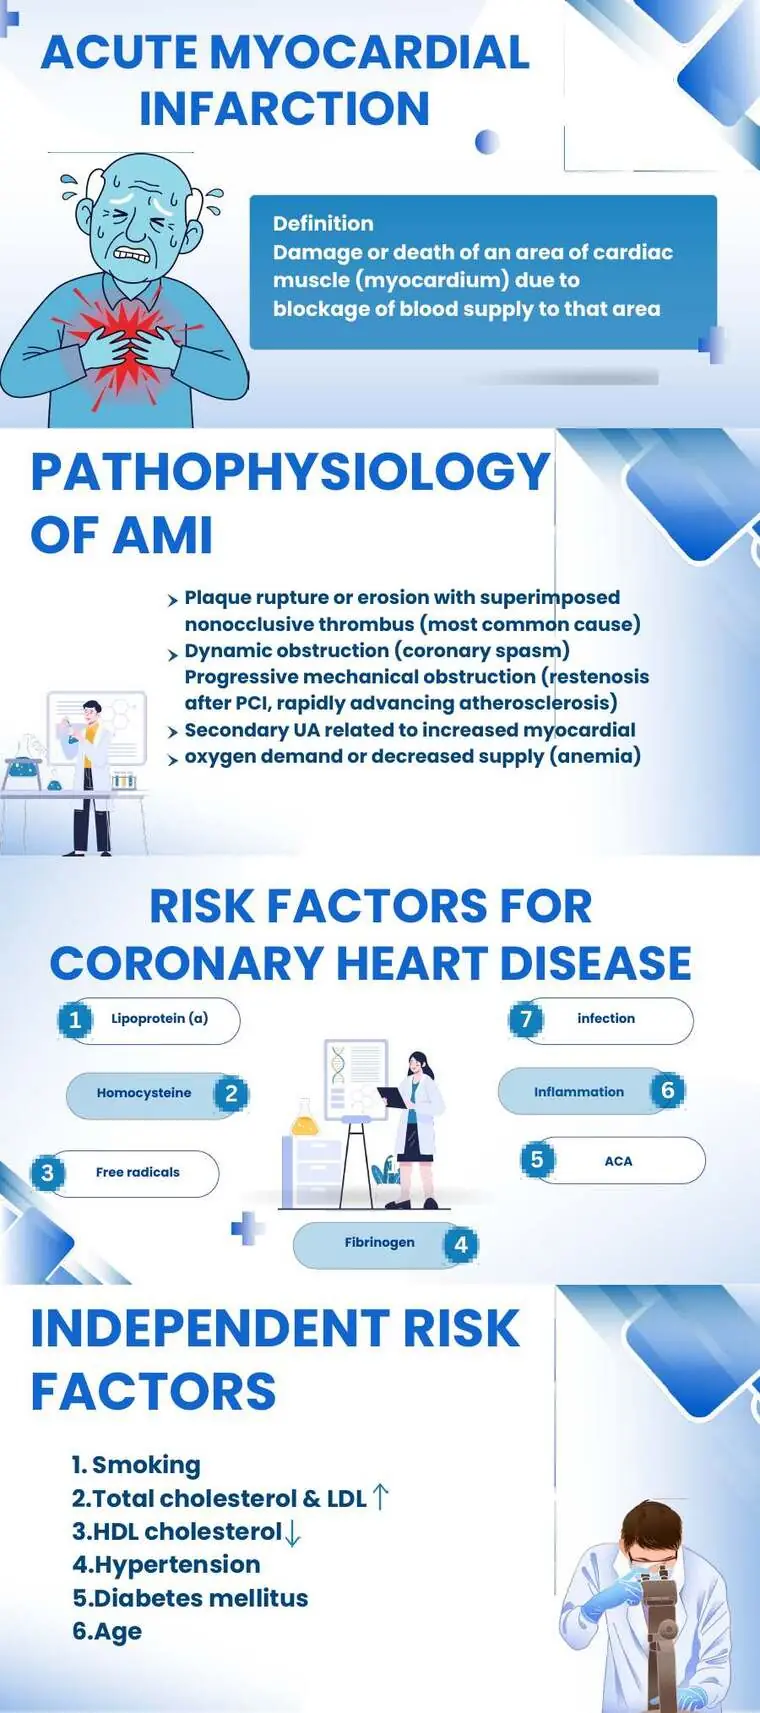 ACUTE MYOCARDIAL
INFARCTION
Definition
Damage or death of an area of cardiac
muscle (myocardium) due to
blockage of blood supply to that area
PATHOPHYSIOLOGY
OF AMI
Plaque rupture or erosion with superimposed
nonocclusive thrombus (most common cause)
Dynamic obstruction (coronary spasm)
Progressive mechanical obstruction (restenosis
after PCI, rapidly advancing atherosclerosis)
Secondary UA related to increased myocardial
oxygen demand or decreased supply (anemia)
RISK FACTORS FOR
CORONARY HEART DISEASE
1 Lipoprotein (a)
Homocysteine 2
3 Free radicals
Fibrinogen 4
5 ACA
Inflammation 6
7 infection
INDEPENDENT RISK
FACTORS
1. Smoking
2.Total cholesterol & LDL ↑
3.HDL cholesterol ↓
4.Hypertension
5.Diabetes mellitus
6.Age